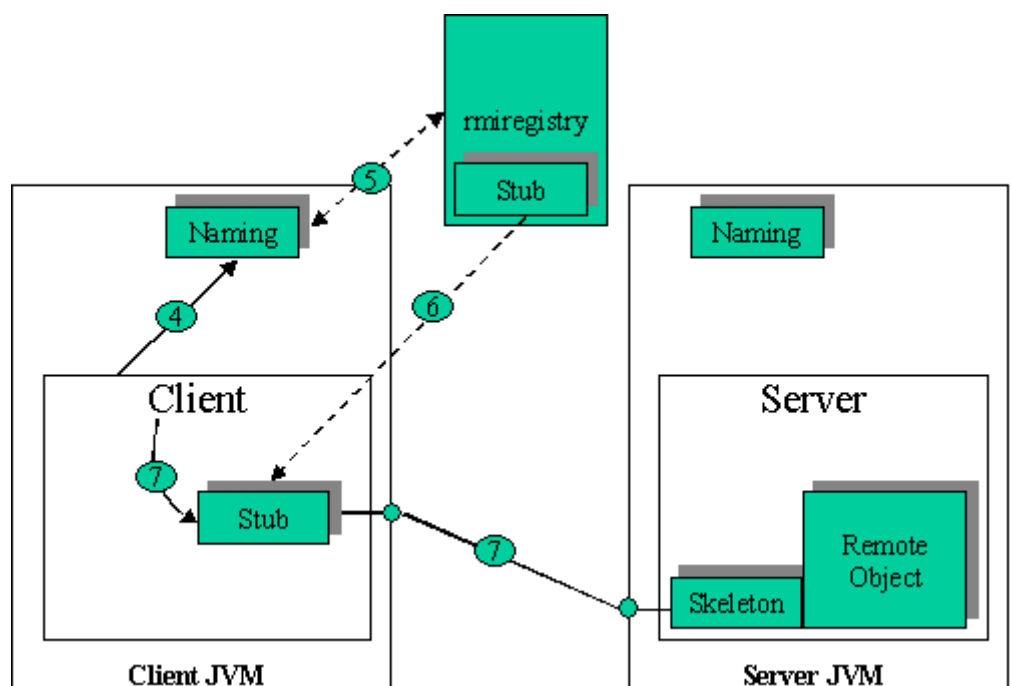 rmiregistry
Stub
5
Naming
Naming
6
4
Client
Server
7
Stub
7
Remote
Object
Skeleton
Client JVM
Server JVM